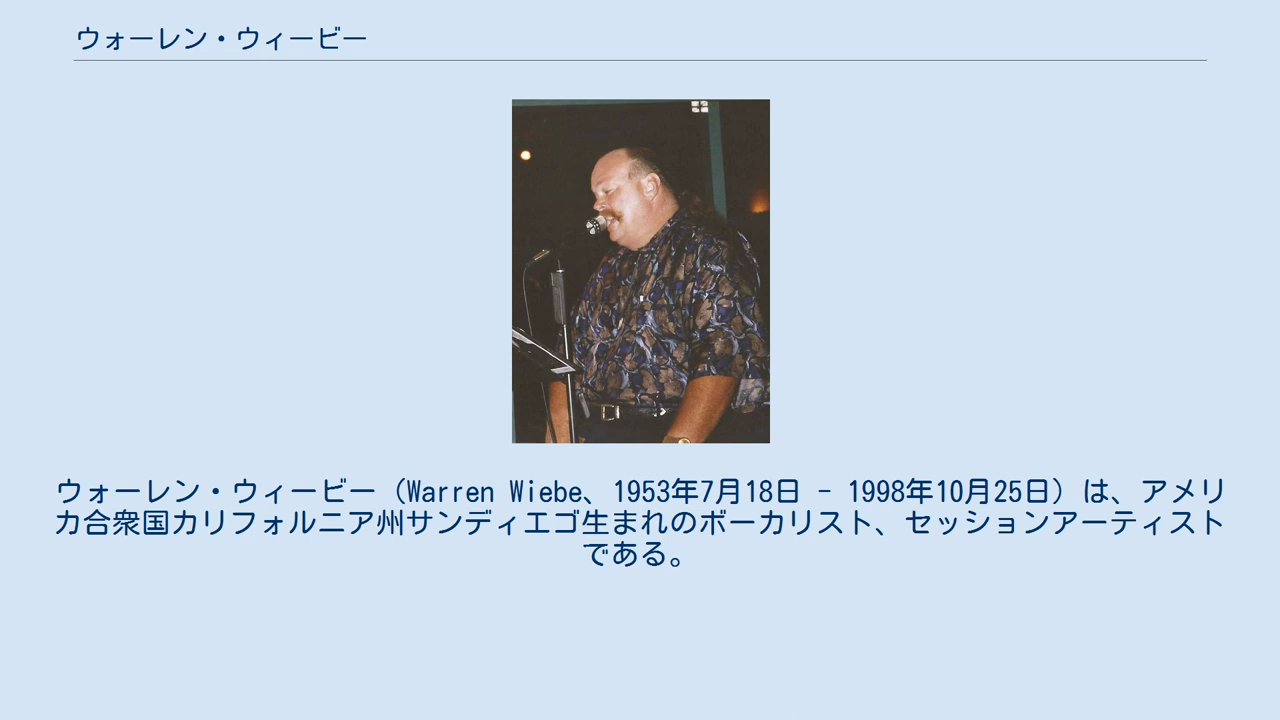 ウォーレン・ウィービー
ウォーレン・ウィービー（Warren Wiebe、1953年7月18日 - 1998年10月25日）は、アメリ
カ合衆国カリフォルニア州サンディエゴ生まれのボーカリスト、セッションアーティスト
である。